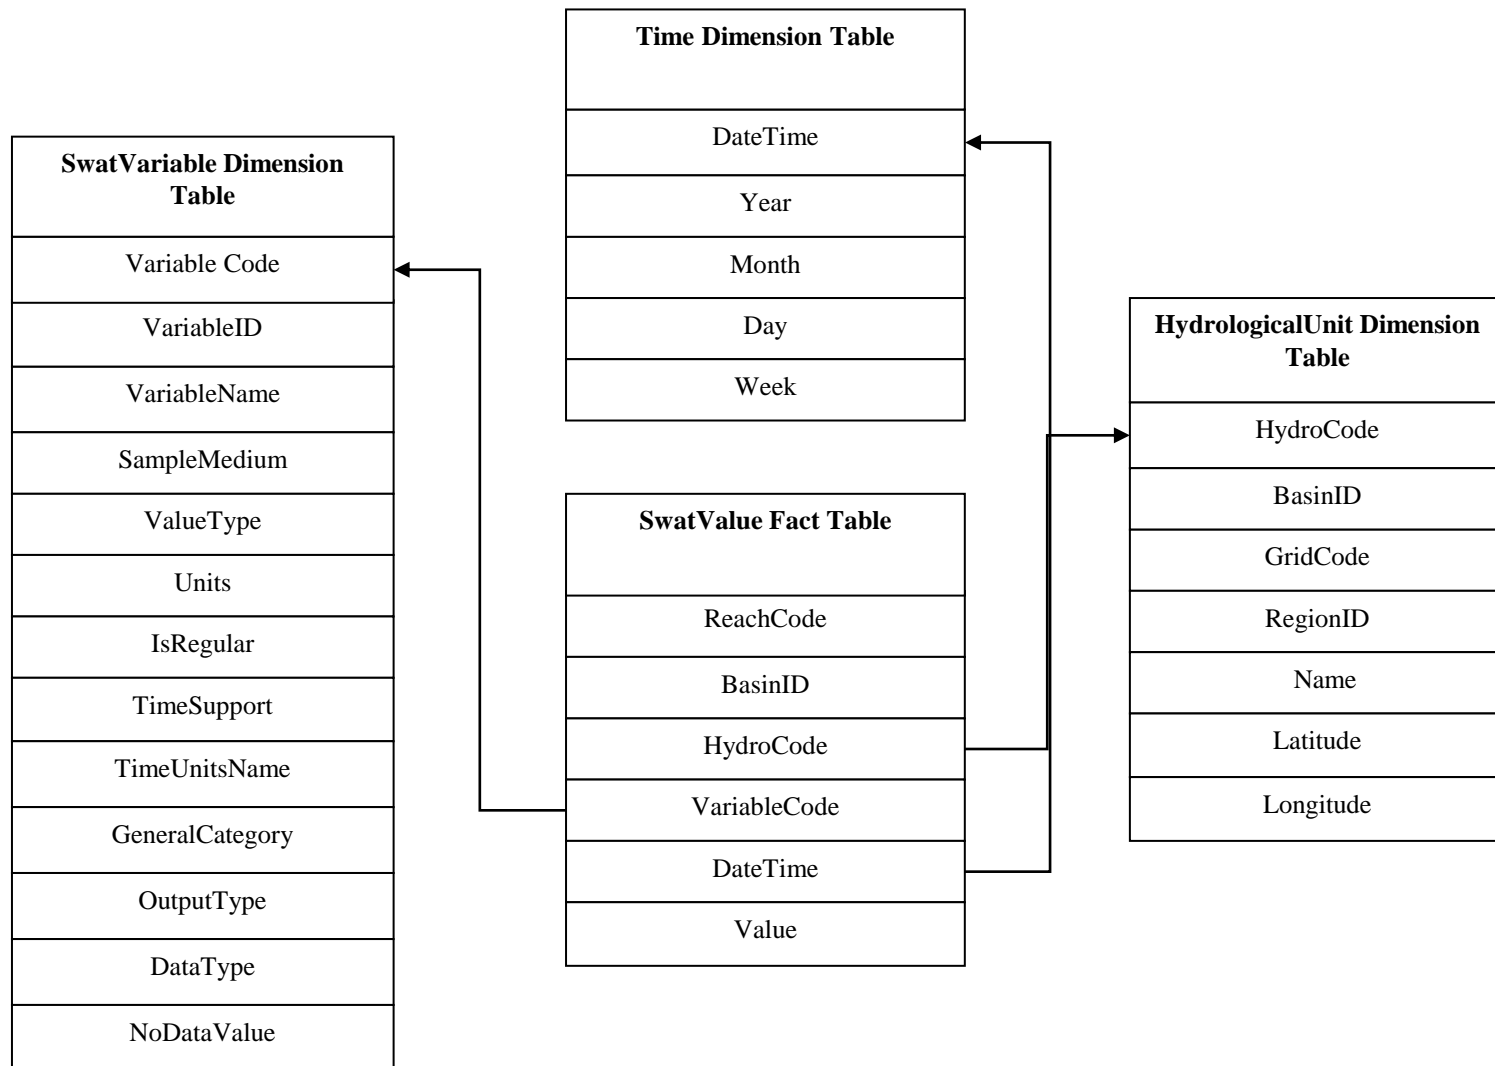 SwatVariable Dimension
Table
Variable Code
VariableID
VariableName
SampleMedium
ValueType
Units
IsRegular
TimeSupport
TimeUnitsName
GeneralCategory
OutputType
DataType
NoDataValue
Time Dimension Table
DateTime
Year
Month
Day
Week
SwatValue Fact Table
ReachCode
BasinID
HydroCode
VariableCode
DateTime
Value
HydrologicalUnit Dimension
Table
HydroCode
BasinID
GridCode
RegionID
Name
Latitude
Longitude